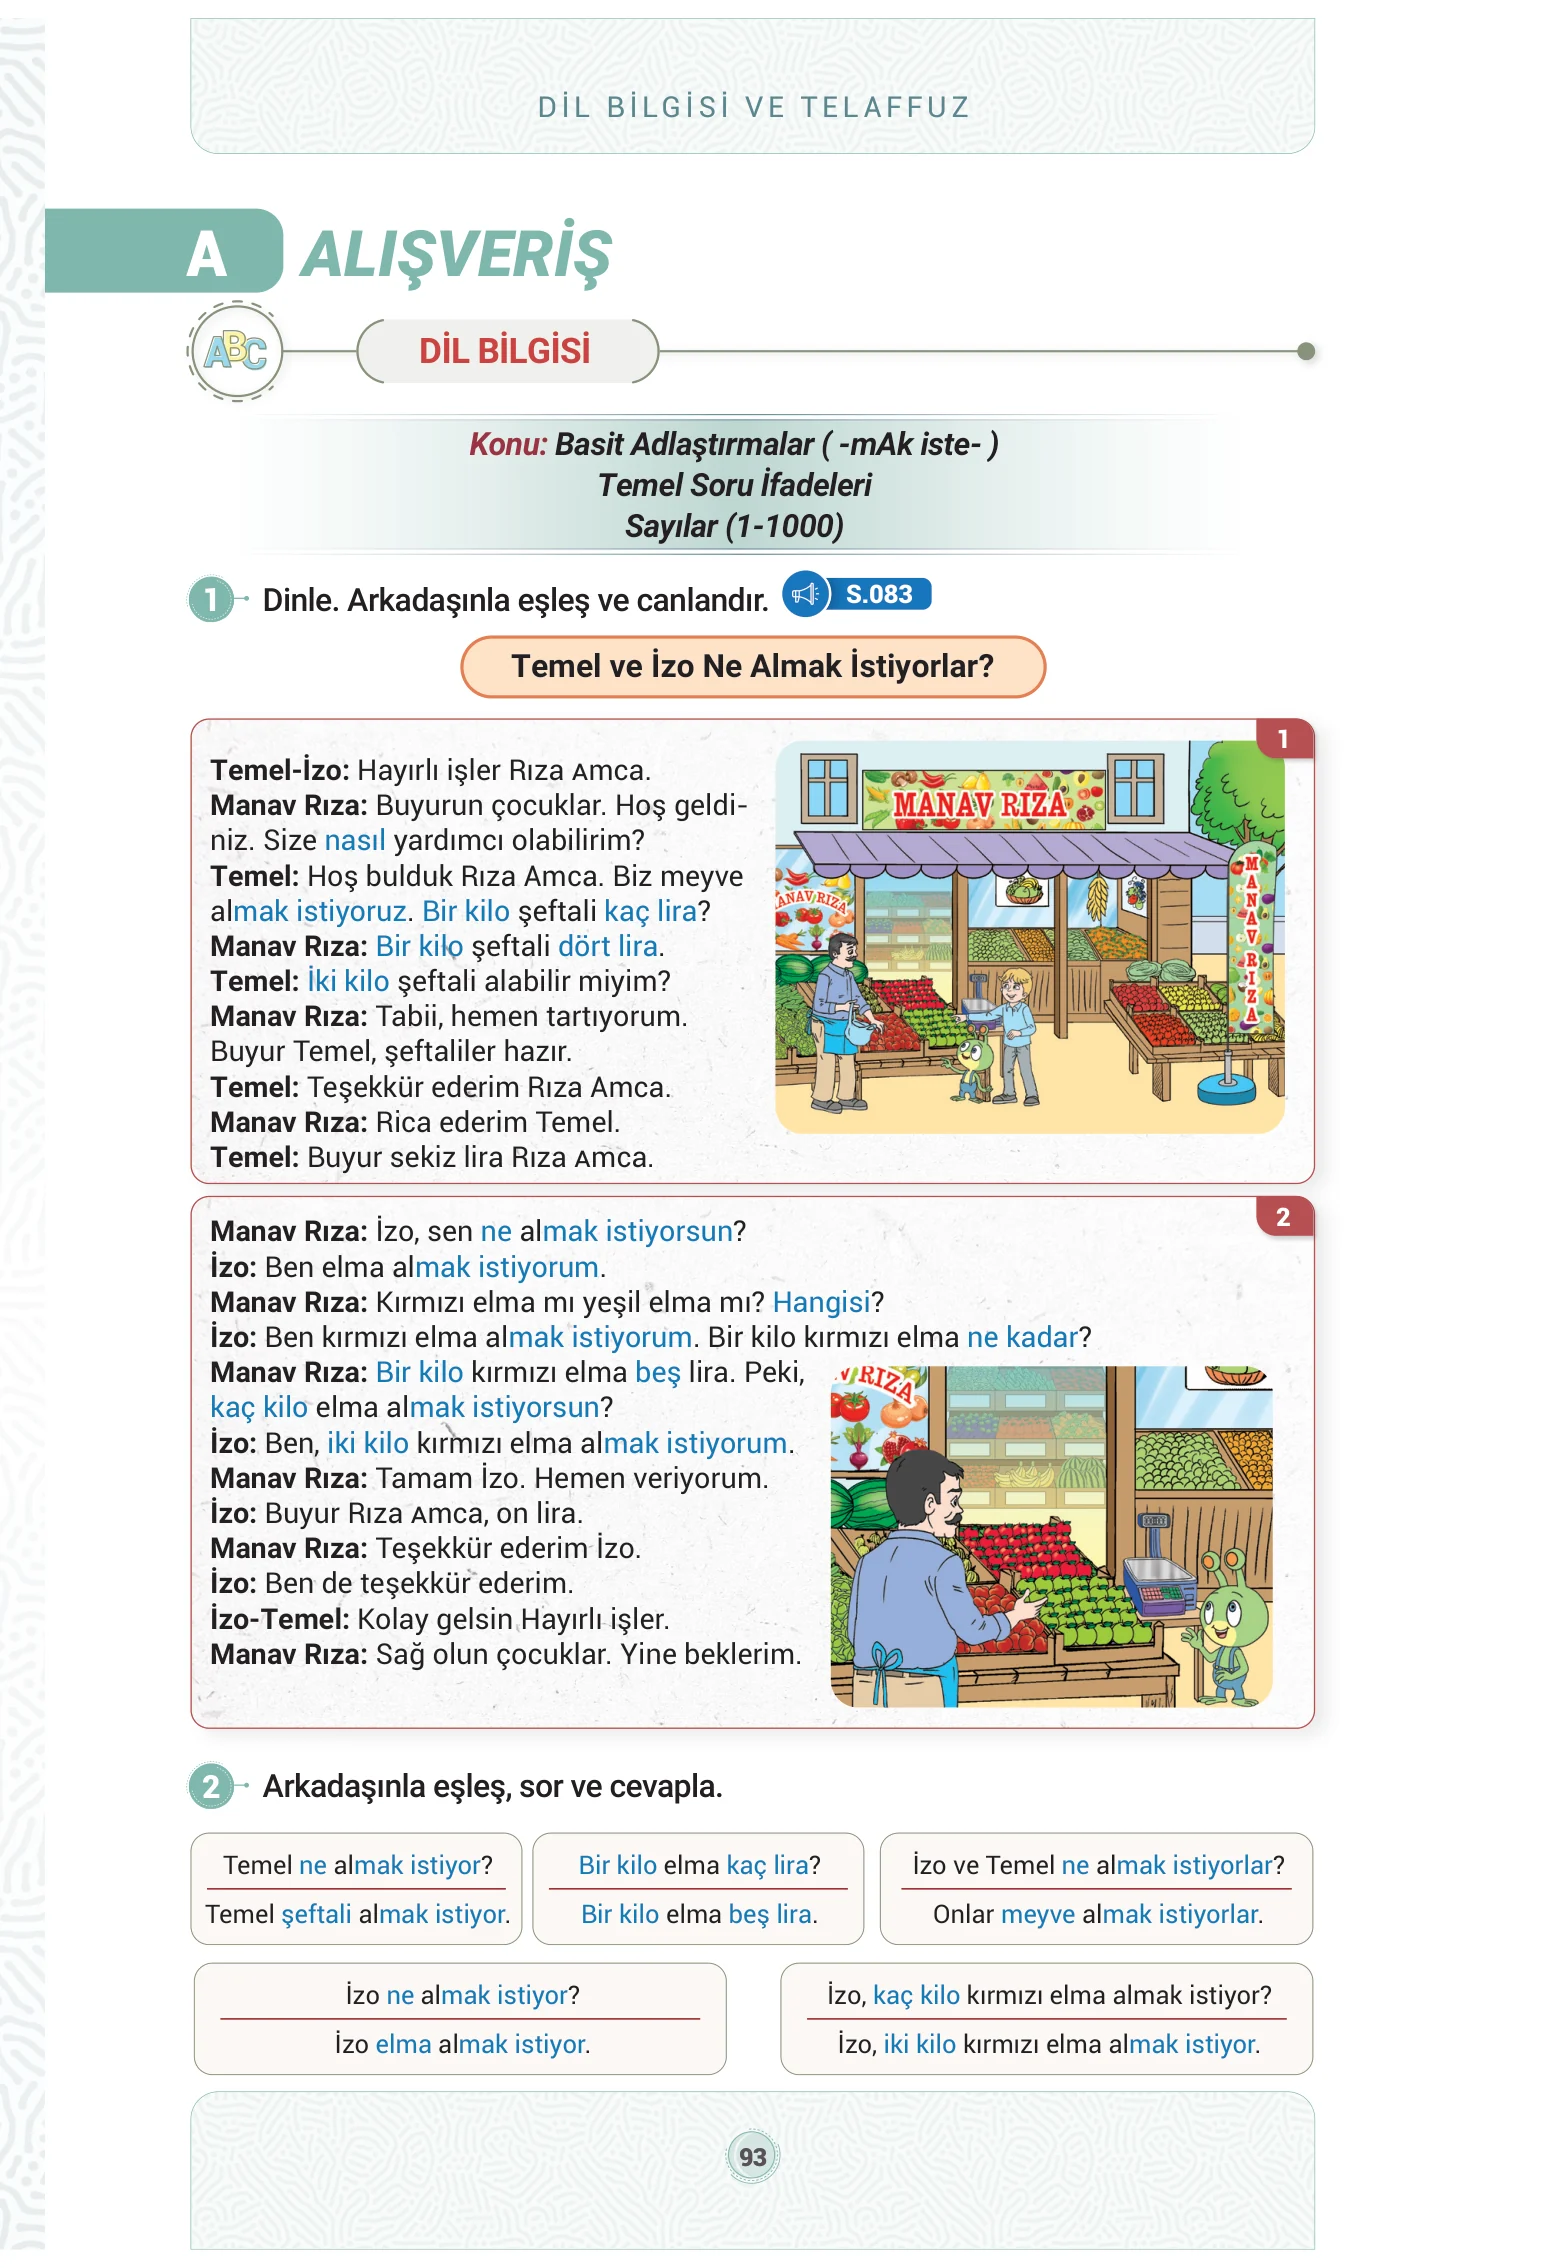 DİL BİLGİSİ VE TELAFFUZ
A ALIŞVERİŞ
ABC
DİL BİLGİSİ
Konu: Basit Adlaştırmalar ( -mAk iste- )
Temel Soru İfadeleri
Sayılar (1-1000)
1 Dinle. Arkadaşınla eşleş ve canlandır. S.083
Temel ve İzo Ne Almak İstiyorlar?
1
Temel-İzo: Hayırlı işler Rıza Amca.
Manav Rıza: Buyurun çocuklar. Hoş geldi-
niz. Size nasıl yardımcı olabilirim?
Temel: Hoş bulduk Rıza Amca. Biz meyve
almak istiyoruz. Bir kilo şeftali kaç lira?
Manav Rıza: Bir kilo şeftali dört lira.
Temel: İki kilo şeftali alabilir miyim?
Manav Rıza: Tabii, hemen tartıyorum.
Buyur Temel, şeftaliler hazır.
Temel: Teşekkür ederim Rıza Amca.
Manav Rıza: Rica ederim Temel.
Temel: Buyur sekiz lira Rıza Amca.
MANAV RIZA
ANAV RIZA
MANAV RIZA
2
Manav Rıza: İzo, sen ne almak istiyorsun?
İzo: Ben elma almak istiyorum.
Manav Rıza: Kırmızı elma mı yeşil elma mı? Hangisi?
İzo: Ben kırmızı elma almak istiyorum. Bir kilo kırmızı elma ne kadar?
Manav Rıza: Bir kilo kırmızı elma beş lira. Peki,
kaç kilo elma almak istiyorsun?
İzo: Ben, iki kilo kırmızı elma almak istiyorum.
Manav Rıza: Tamam İzo. Hemen veriyorum.
İzo: Buyur Rıza Amca, on lira.
Manav Rıza: Teşekkür ederim İzo.
İzo: Ben de teşekkür ederim.
İzo-Temel: Kolay gelsin Hayırlı işler.
Manav Rıza: Sağ olun çocuklar. Yine beklerim.
V RIZA
2 Arkadaşınla eşleş, sor ve cevapla.
Temel ne almak istiyor?
Temel şeftali almak istiyor.
Bir kilo elma kaç lira?
Bir kilo elma beş lira.
İzo ve Temel ne almak istiyorlar?
Onlar meyve almak istiyorlar.
İzo ne almak istiyor?
İzo elma almak istiyor.
İzo, kaç kilo kırmızı elma almak istiyor?
İzo, iki kilo kırmızı elma almak istiyor.
93